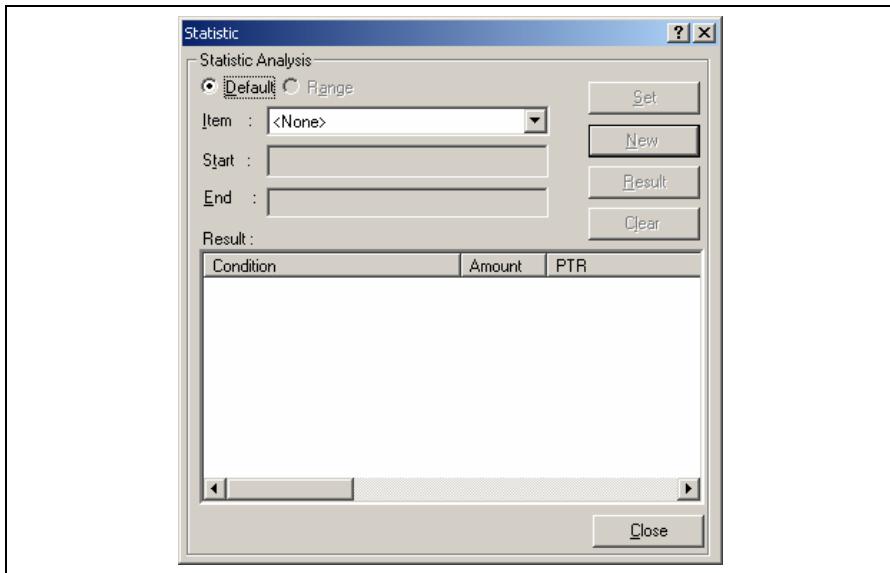 Statistic
Statistic Analysis
Default Range
Set
Item : <None>
New
Start :
Result
End :
Clear
Result :
Condition Amount PTR
Close